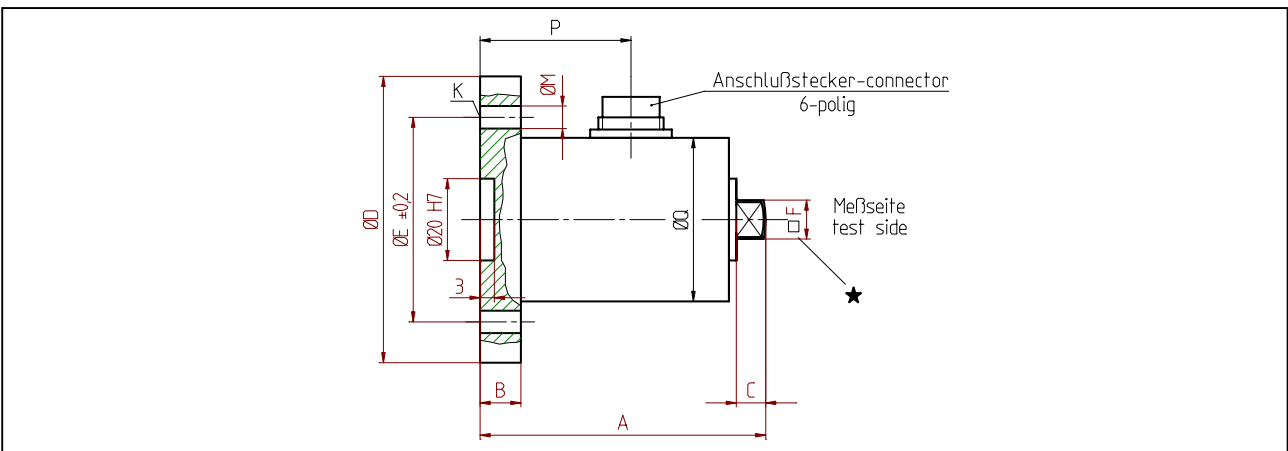 P
Anschlußstecker-connector
6-polig
K
ØM
ØD
ØE ±0,2
Ø20 H7
ØQ
□F
Meßseite
test side
3
★
B
C
A